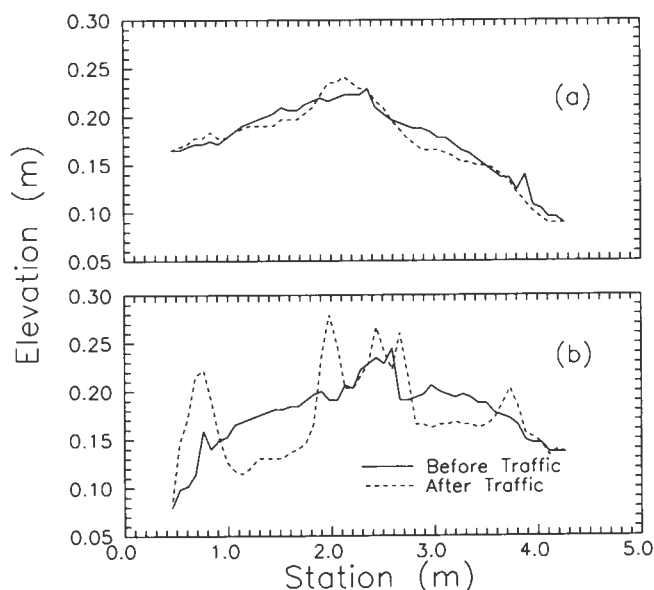 0.30
0.25
(a)
0.20
0.15
0.10
0.05
Elevation (m)
0.30
0.25
(b)
0.20
0.15
Before Traffic
0.10
After Traffic
0.05
0.0 1.0 2.0 3.0 4.0 5.0
Station (m)